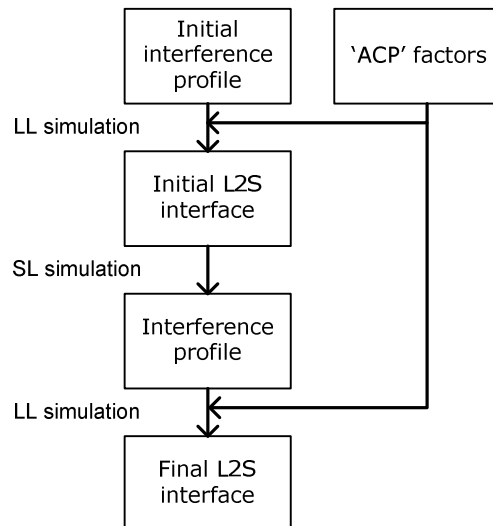 Initial
interference
profile
‘ACP’ factors
LL simulation
Initial L2S
interface
SL simulation
Interference
profile
LL simulation
Final L2S
interface